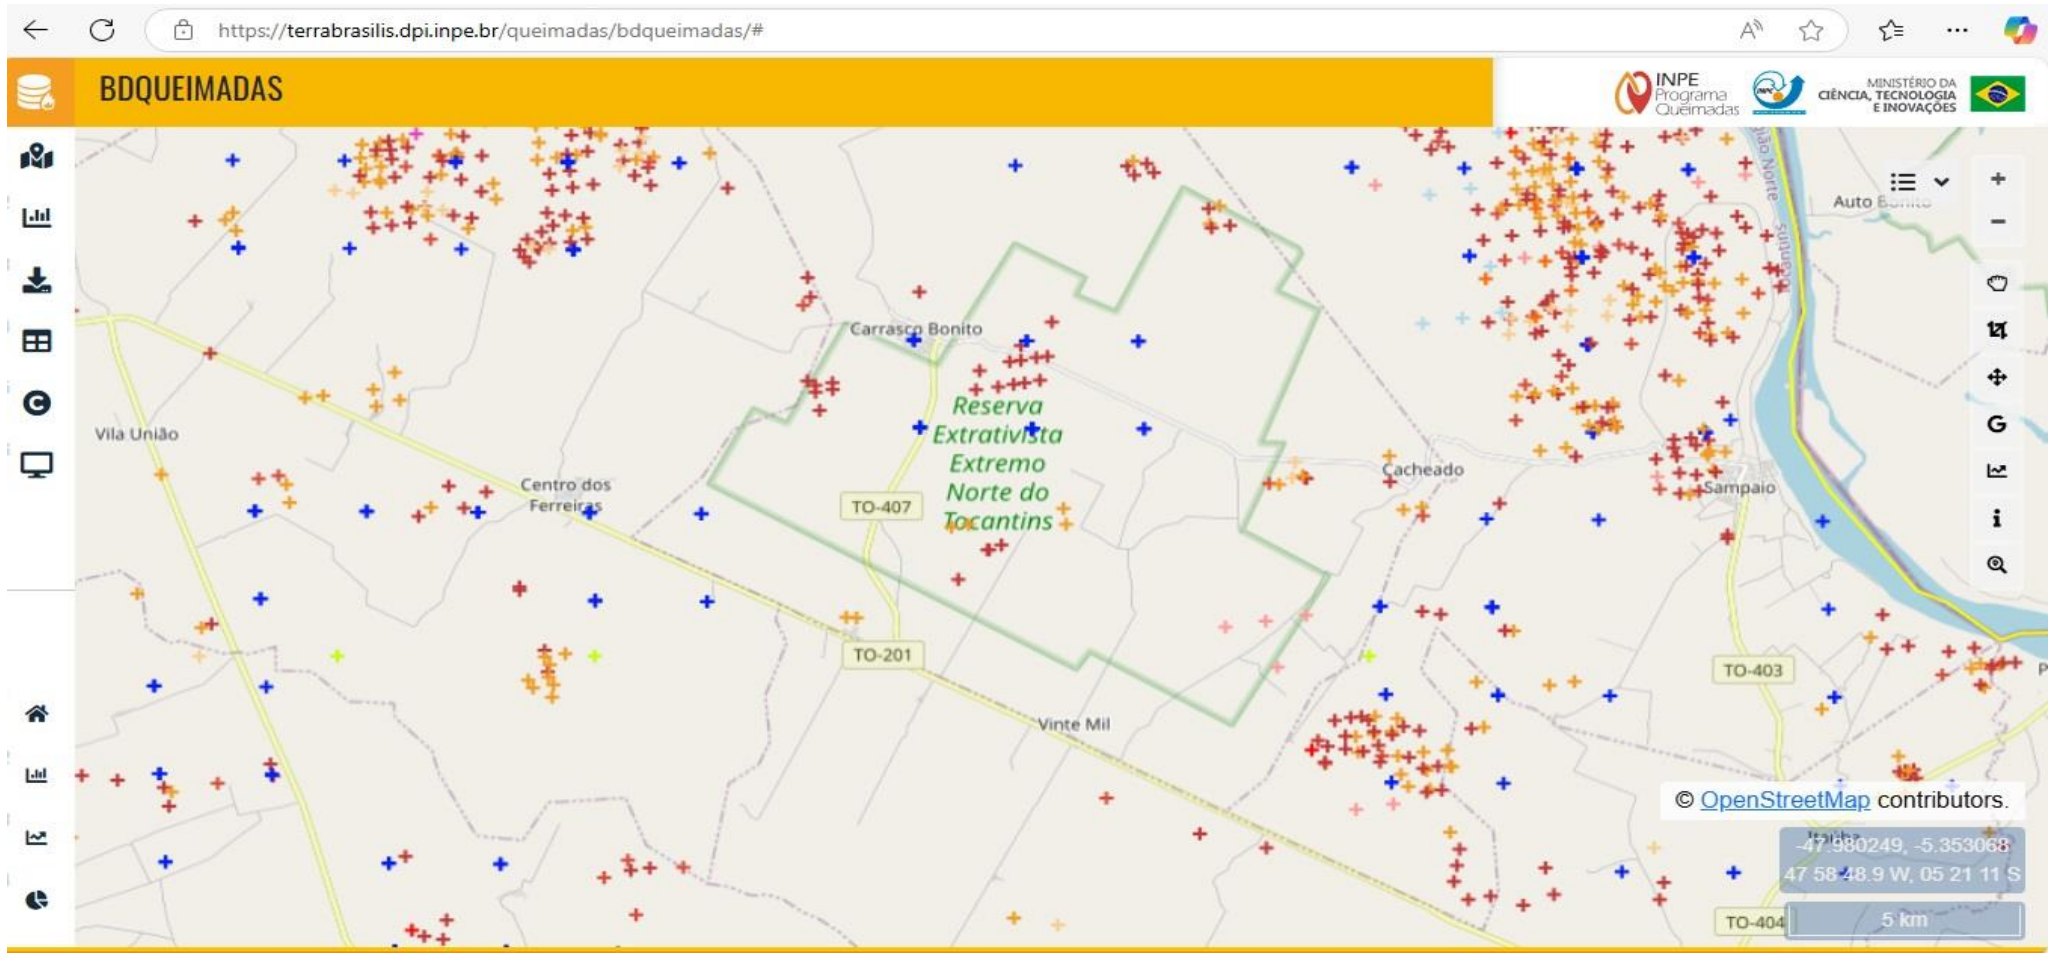 https://terrabrasilis.dpi.inpe.br/queimadas/bdqueimadas/#
BDQUEIMADAS
INPE
Programa
Queimadas
MINISTÉRIO DA
CIÊNCIA, TECNOLOGIA
E INOVAÇÕES
Auto Bonito
Carrasco Bonito
Vila União
Reserva
Extrativista
Extremo
Norte do
Tocantins
Centro dos
Ferreiras
TO-407
Cacheado
Sampaio
TO-201
TO-403
Vinte Mil
© OpenStreetMap contributors.
-47.980249, -5.353068
47 58 48.9 W, 05 21 11 S
TO-404
5 km